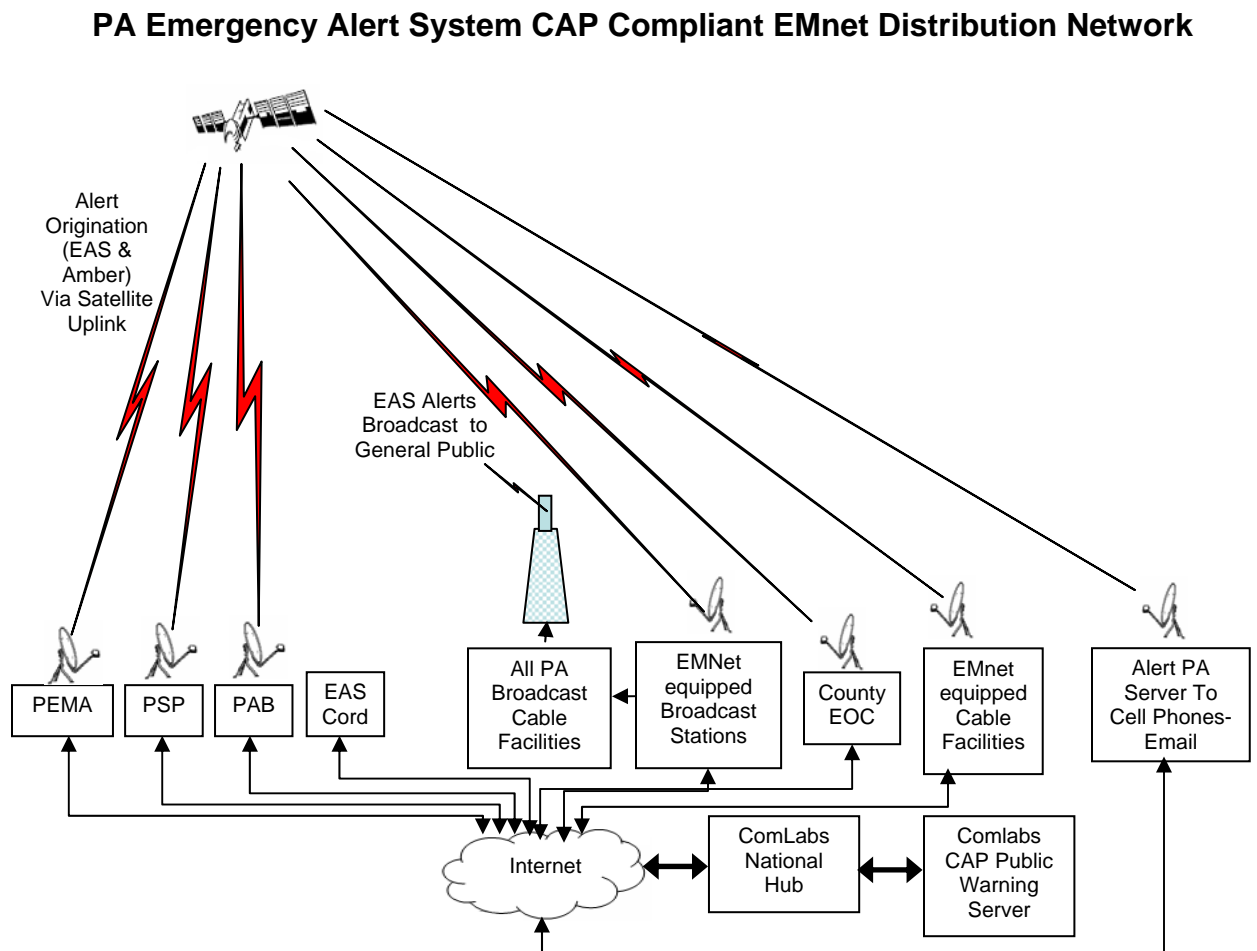 PA Emergency Alert System CAP Compliant EMnet Distribution Network
Alert
Origination
(EAS &
Amber)
Via Satellite
Uplink
EAS Alerts
Broadcast to
General Public
PEMA
PSP
PAB
EAS
Cord
All PA
Broadcast
Cable
Facilities
EMNet
equipped
Broadcast
Stations
County
EOC
EMnet
equipped
Cable
Facilities
Alert PA
Server To
Cell Phones-
Email
Internet
ComLabs
National
Hub
Comlabs
CAP Public
Warning
Server